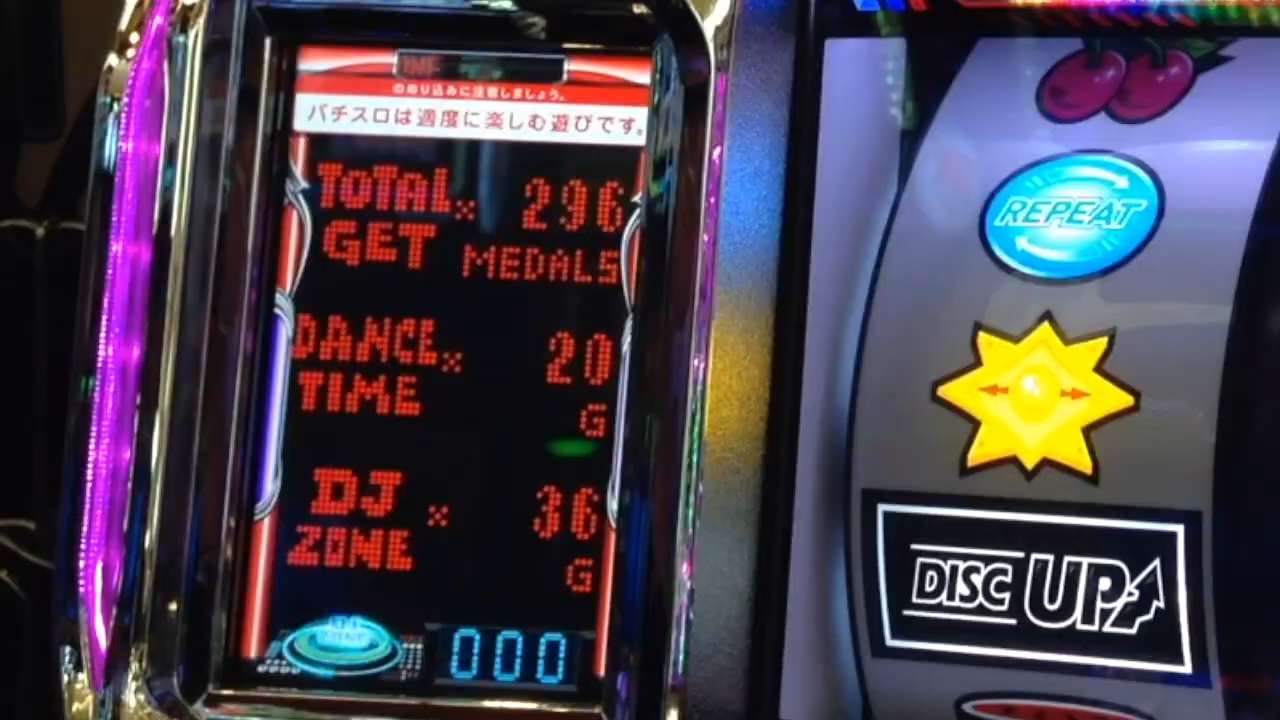 のめり込みに注意しましょう。
パチスロは適度に楽しむ遊びです。
TOTAL × 296
GET MEDALS
DANCE × 20
TIME G
DJ × 36
ZONE G
000
REPEAT
DISC UP